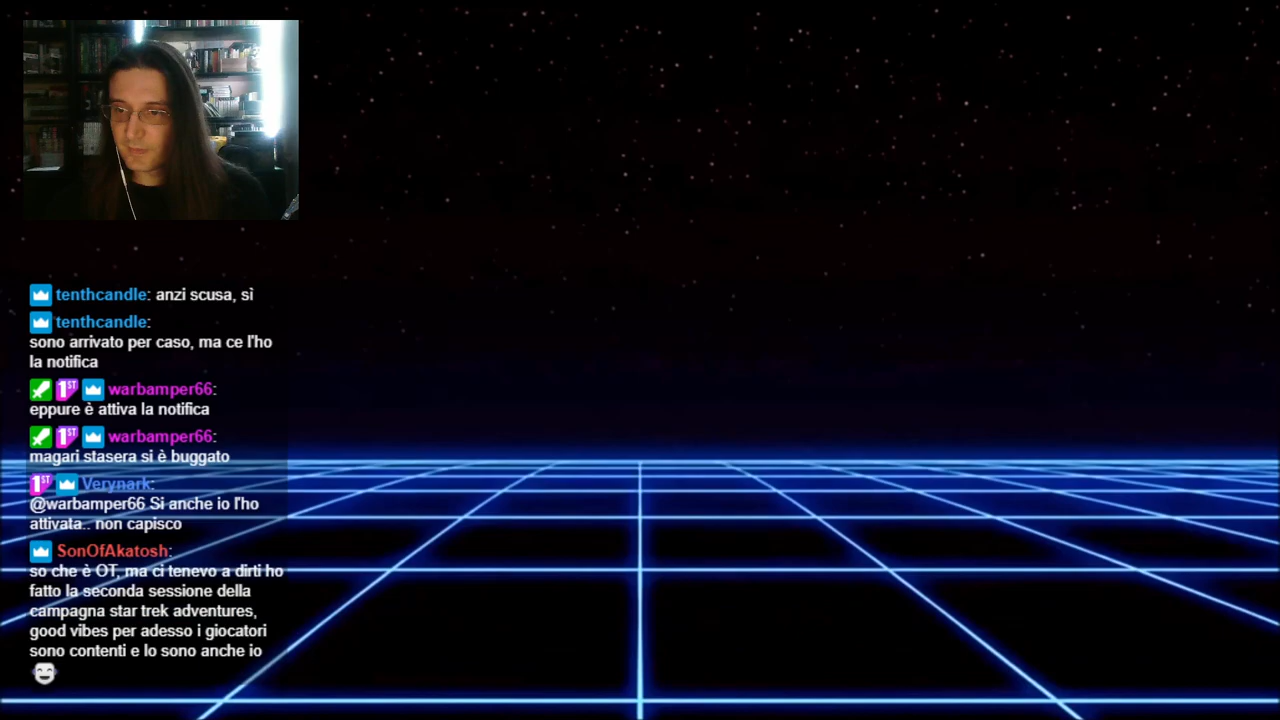 tenthcandle: anzi scusa, sì
tenthcandle:
sono arrivato per caso, ma ce l'ho
la notifica
1ST warbamper66:
eppure è attiva la notifica
1ST warbamper66:
magari stasera si è buggato
1ST Verynark:
@warbamper66 Si anche io l'ho
attivata.. non capisco
SonOfAkatosh:
so che è OT, ma ci tenevo a dirti ho
fatto la seconda sessione della
campagna star trek adventures,
good vibes per adesso i giocatori
sono contenti e lo sono anche io